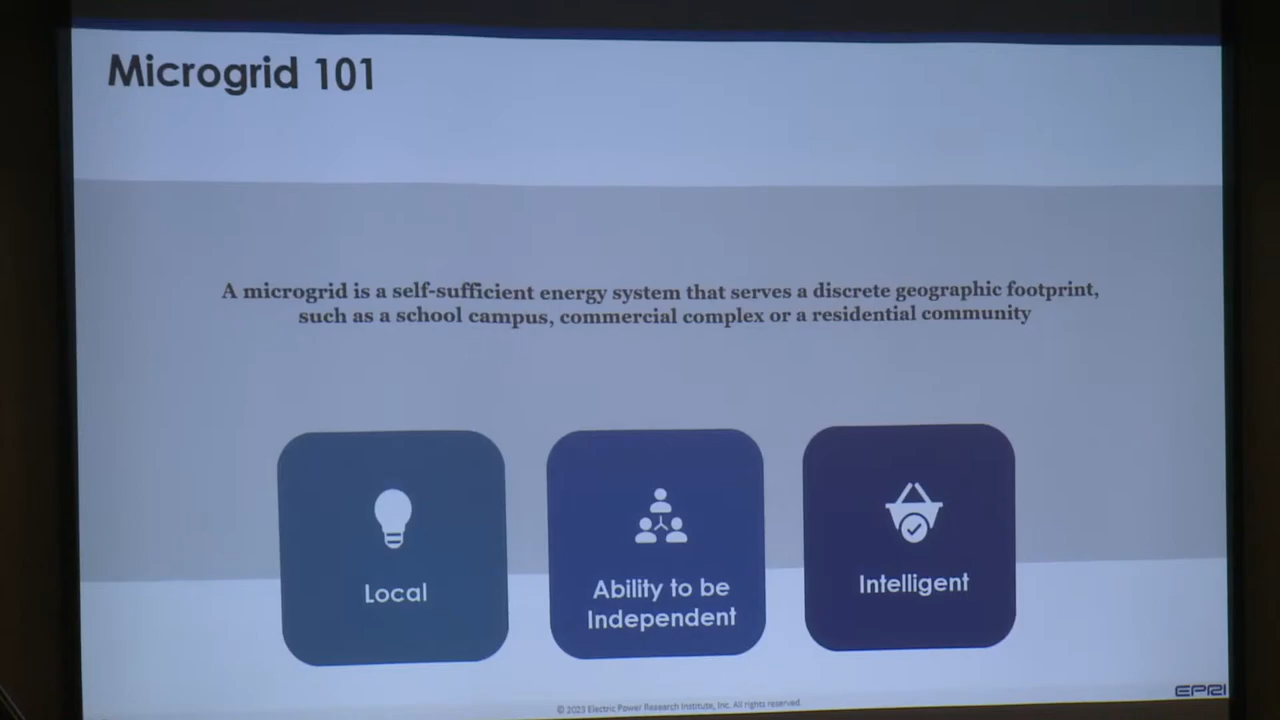 Microgrid 101
A microgrid is a self-sufficient energy system that serves a discrete geographic footprint,
such as a school campus, commercial complex or a residential community
Local
Ability to be
Independent
Intelligent
© 2023 Electric Power Research Institute, Inc. All rights reserved.
EPRI